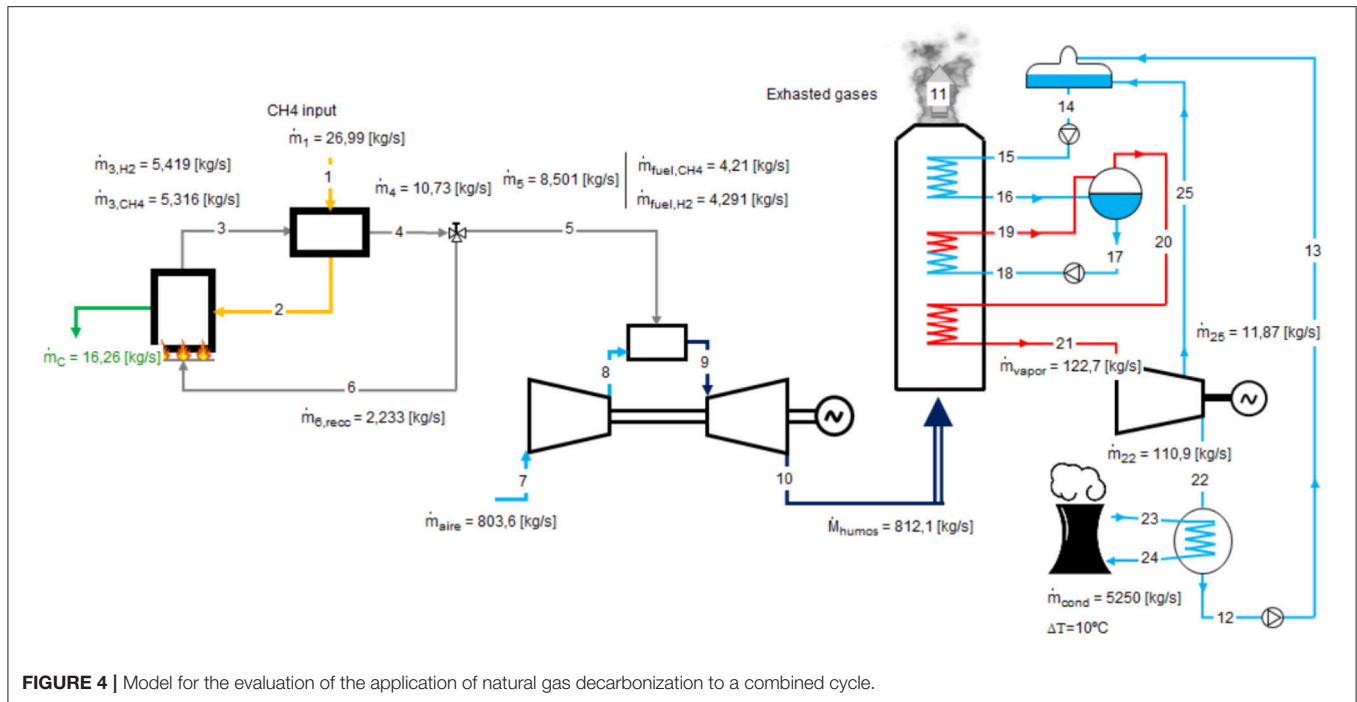 CH4 input
ṁ1 = 26,99 [kg/s]
1
ṁ3,H2 = 5,419 [kg/s]
ṁ3,CH4 = 5,316 [kg/s]
3
ṁ4 = 10,73 [kg/s]
4
ṁ5 = 8,501 [kg/s]
ṁfuel,CH4 = 4,21 [kg/s]
ṁfuel,H2 = 4,291 [kg/s]
5
2
ṁC = 16,26 [kg/s]
6
ṁ6,recc = 2,233 [kg/s]
8
9
7
ṁaire = 803,6 [kg/s]
10
Ṁhumos = 812,1 [kg/s]
Exhasted gases
11
14
15
16
19
18
17
20
25
13
21
ṁvapor = 122,7 [kg/s]
ṁ25 = 11,87 [kg/s]
ṁ22 = 110,9 [kg/s]
22
23
24
ṁcond = 5250 [kg/s]
ΔT=10ºC
12
FIGURE 4 | Model for the evaluation of the application of natural gas decarbonization to a combined cycle.